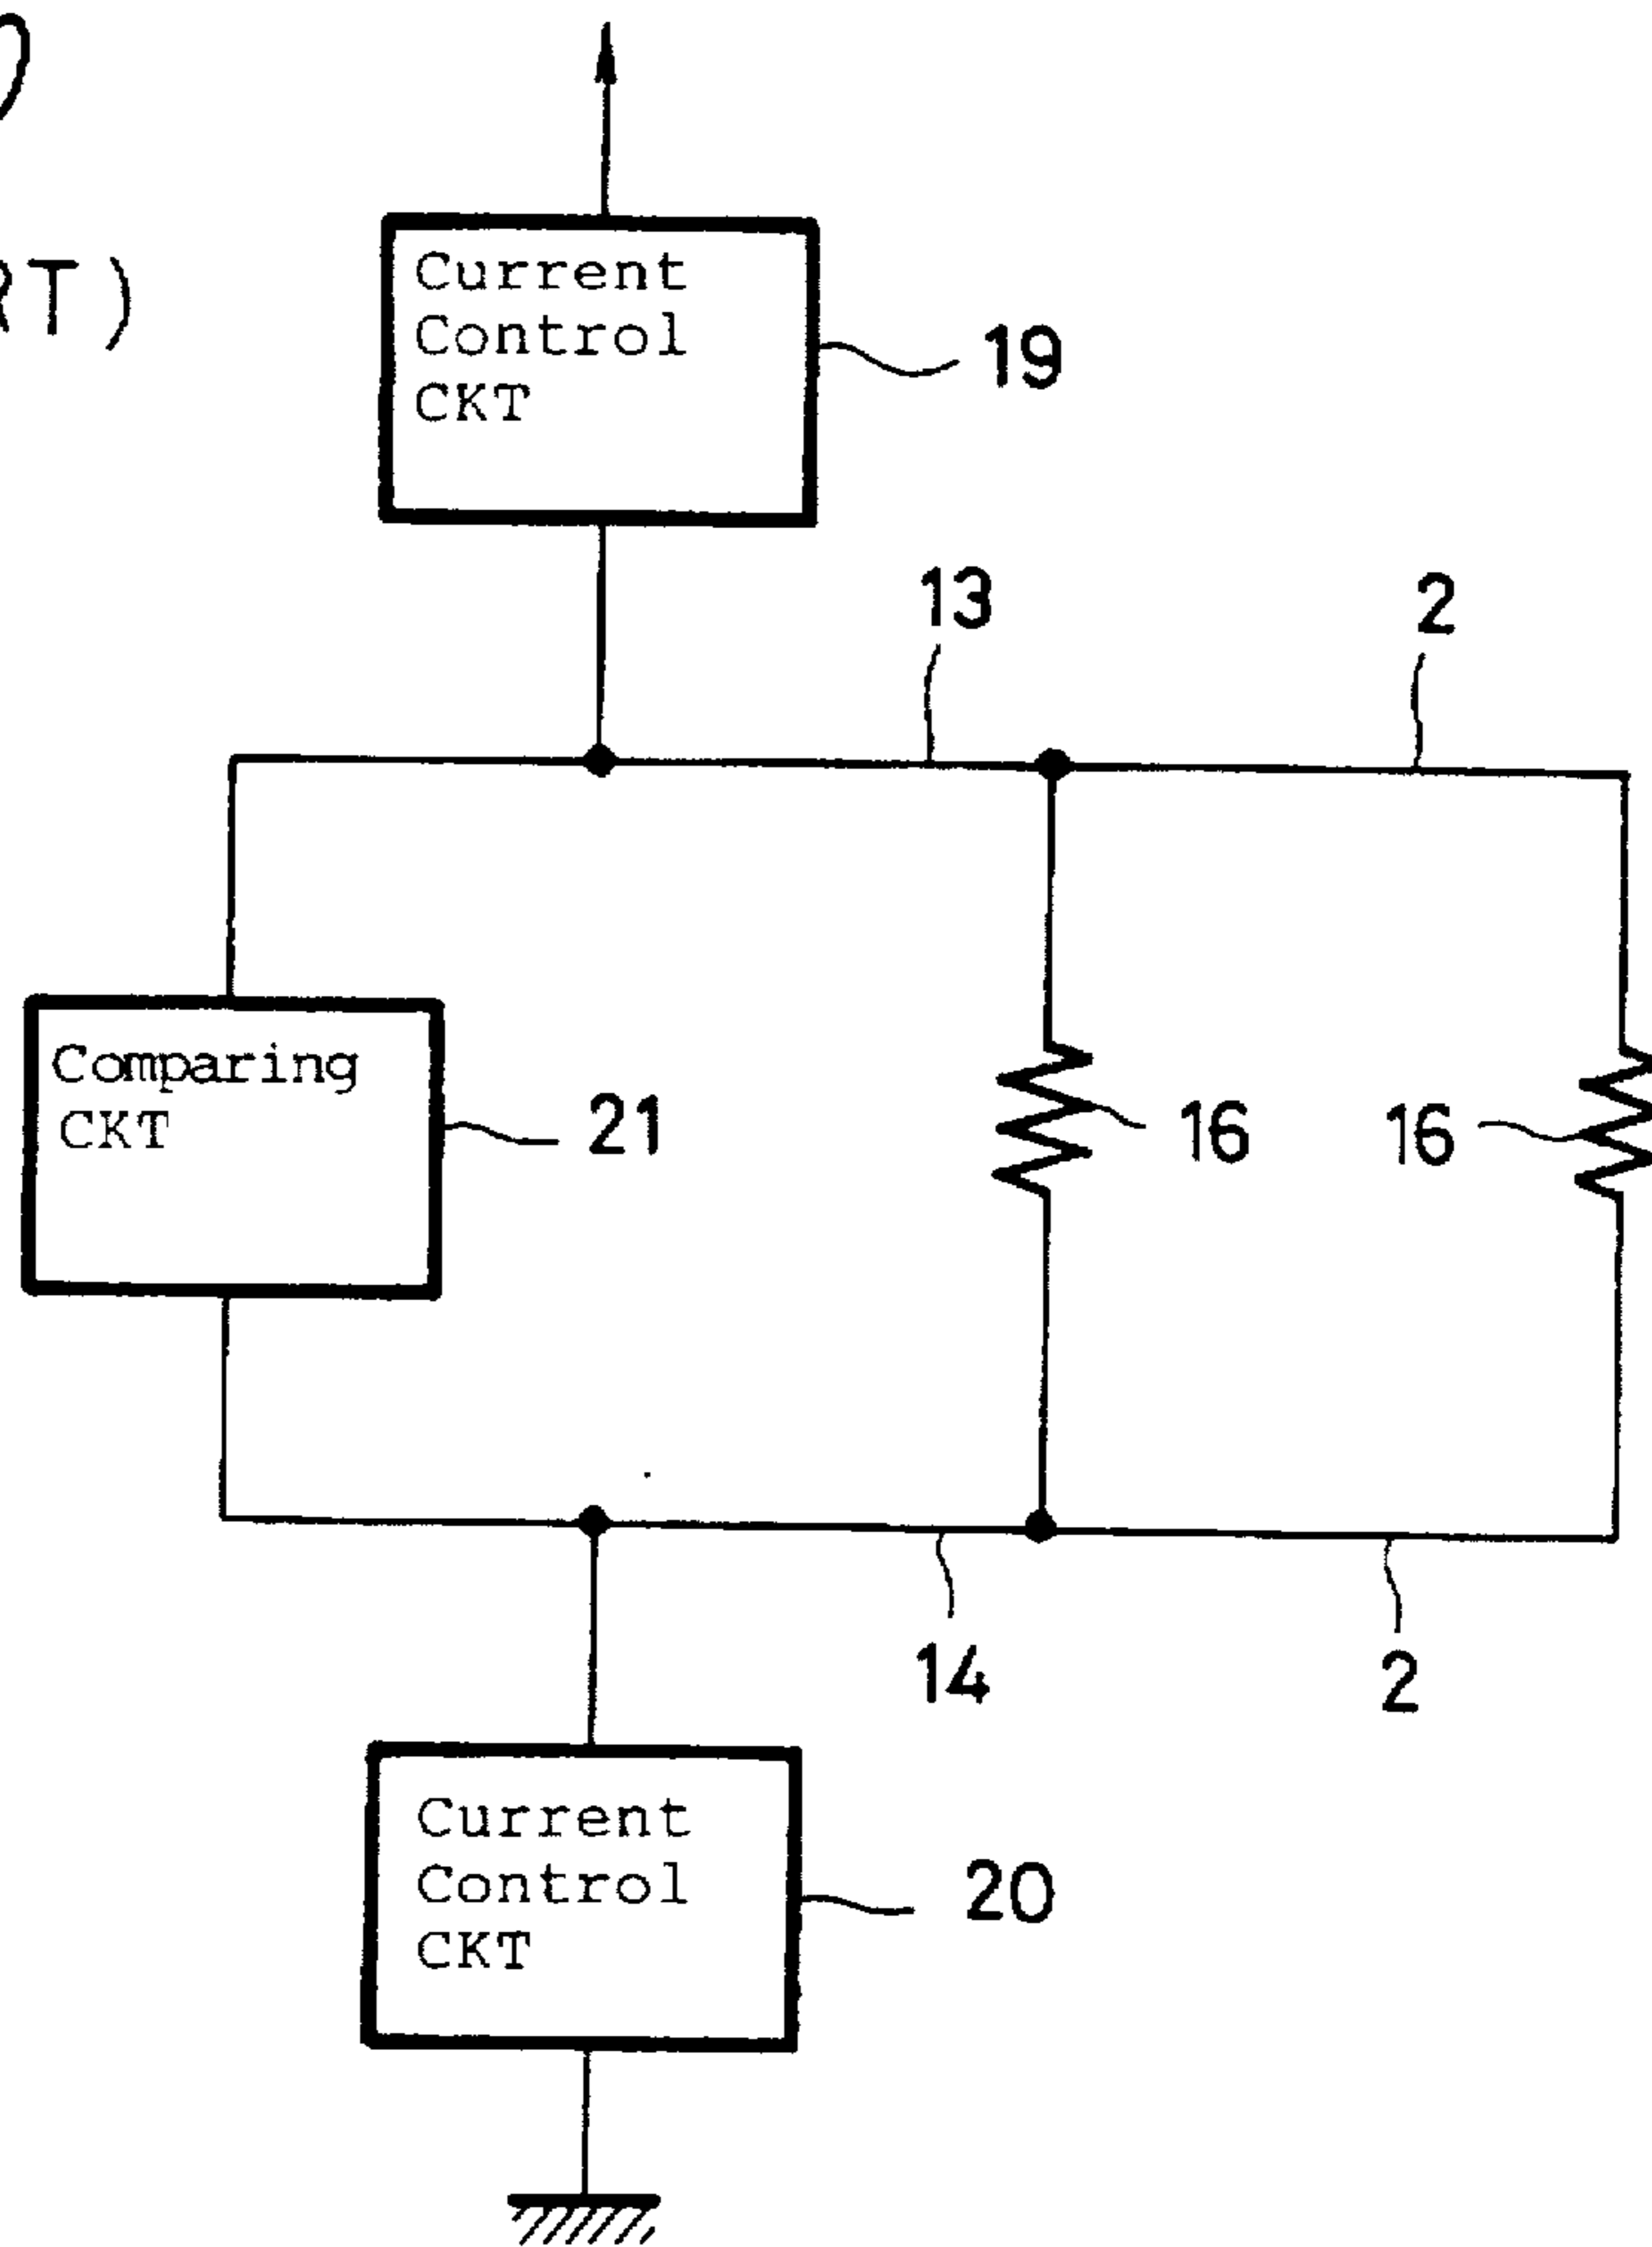 Current
Control
CKT
19
13
2
Comparing
CKT
21
16
16
14
2
Current
Control
CKT
20